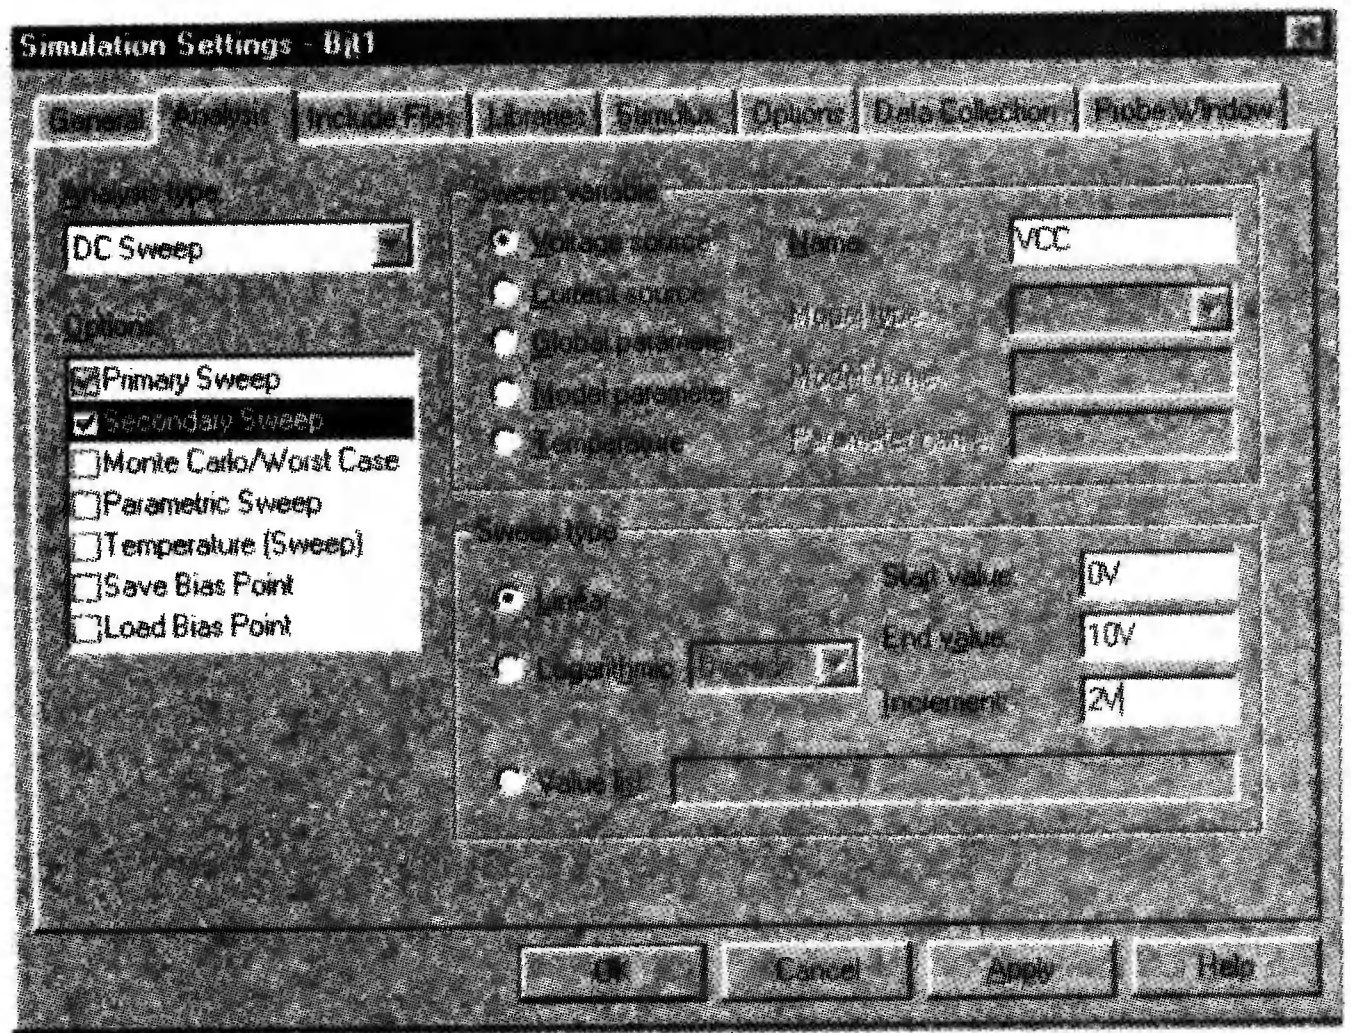 Simulation Settings - Bjt1
General Analysis Include Files Libraries Stimulus Options Data Collection Probe Window
Analysis type:
DC Sweep
Options:
Primary Sweep
Secondary Sweep
Monte Carlo/Worst Case
Parametric Sweep
Temperature (Sweep)
Save Bias Point
Load Bias Point
Sweep variable
Voltage source
Name: VCC
Current source
Model type:
Global parameter
Model name:
Model parameter
Parameter name:
Temperature
Sweep type
Linear
Start value: 0V
End value: 10V
Increment: 2V
Logarithmic Decade
Value list
OK Cancel Apply Help